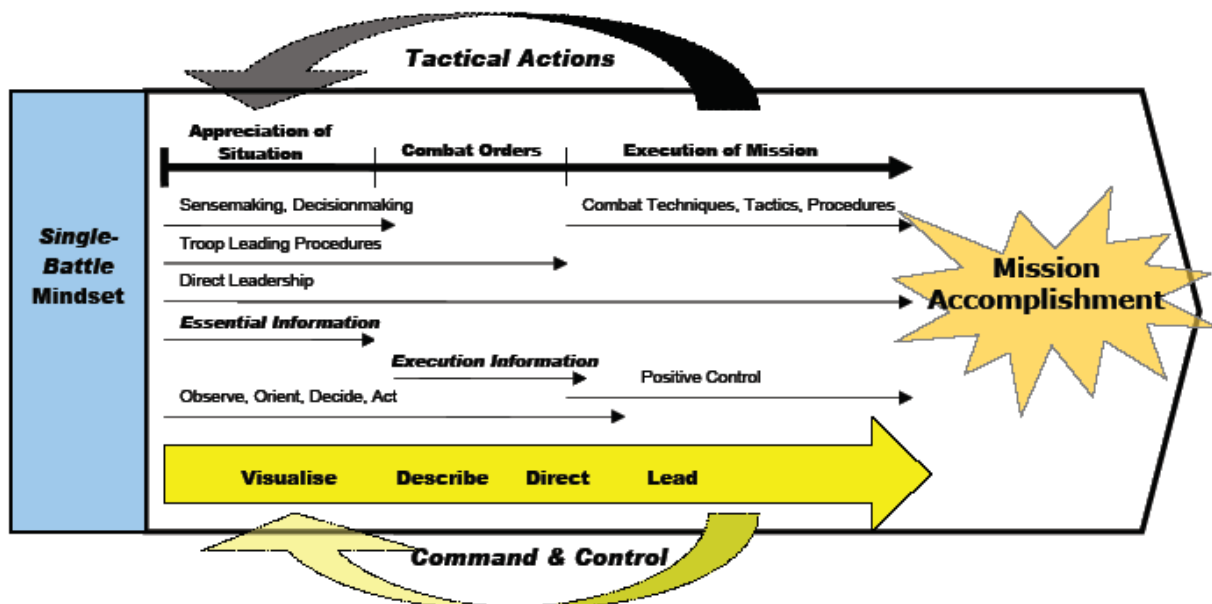 Tactical Actions
Appreciation of
Situation
Combat Orders
Execution of Mission
Sensemaking, Decisionmaking
Combat Techniques, Tactics, Procedures
Troop Leading Procedures
Single-
Battle
Mindset
Direct Leadership
Mission
Accomplishment
Essential Information
Execution Information
Positive Control
Observe, Orient, Decide, Act
Visualise Describe Direct Lead
Command & Control